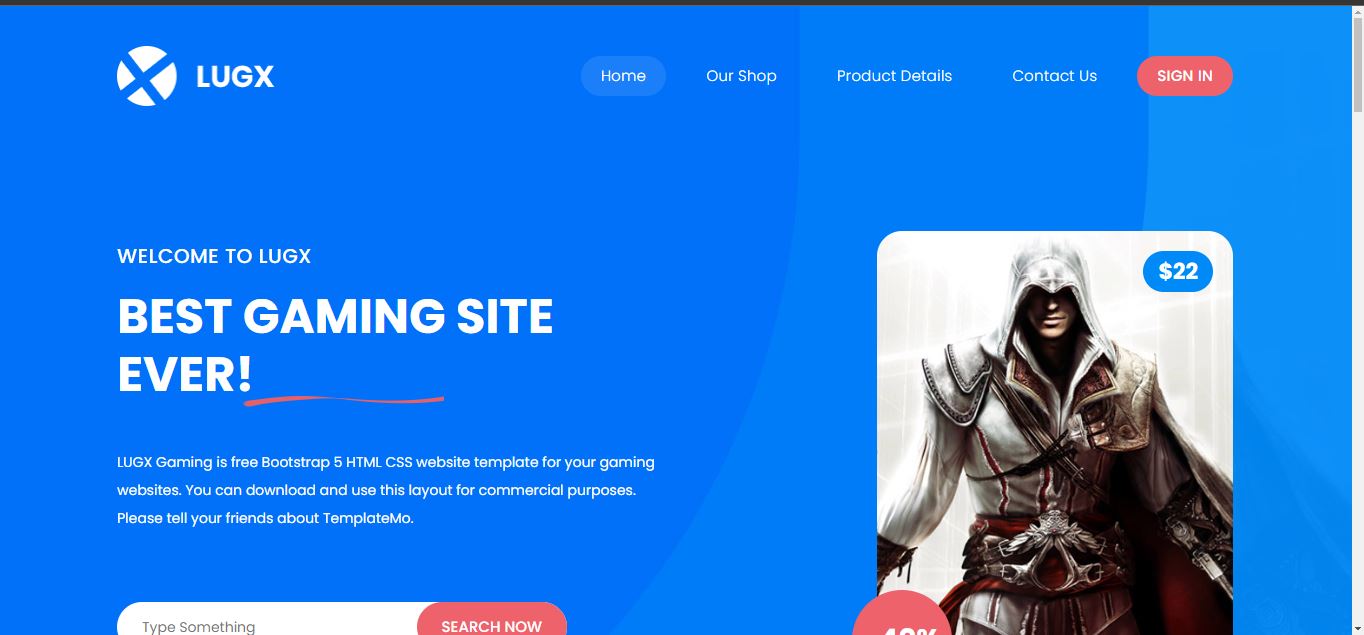 LUGX
Home
Our Shop
Product Details
Contact Us
SIGN IN
WELCOME TO LUGX
BEST GAMING SITE
EVER!
$22
LUGX Gaming is free Bootstrap 5 HTML CSS website template for your gaming
websites. You can download and use this layout for commercial purposes.
Please tell your friends about TemplateMo.
Type Something
SEARCH NOW